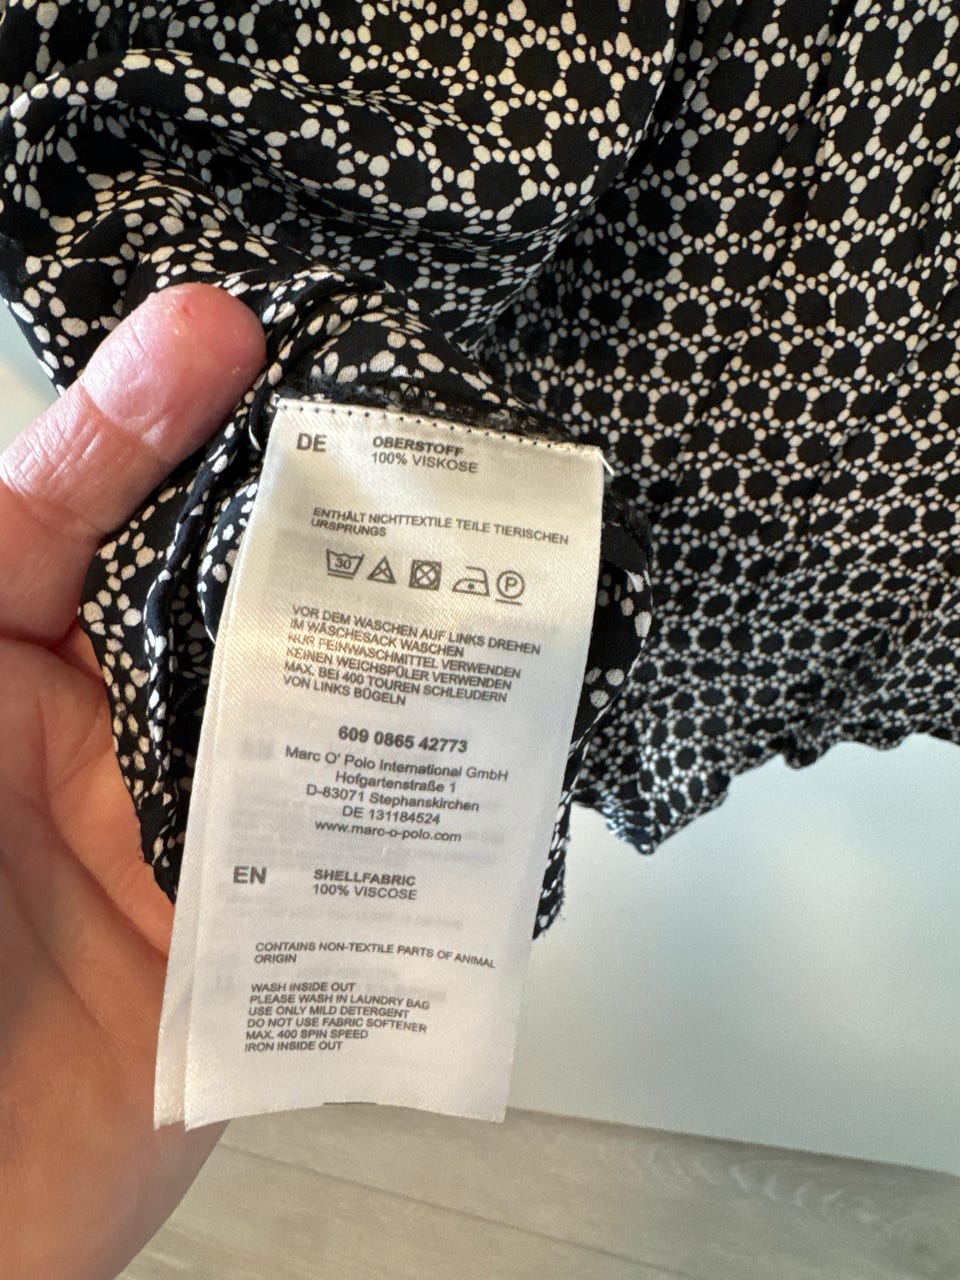 DE
OBERSTOFF
100% VISKOSE
ENTHÄLT NICHTTEXTILE TEILE TIERISCHEN
URSPRUNGS
30
P
VOR DEM WASCHEN AUF LINKS DREHEN
IM WÄSCHESACK WASCHEN
NUR FEINWASCHMITTEL VERWENDEN
KEINEN WEICHSPÜLER VERWENDEN
MAX. BEI 400 TOUREN SCHLEUDERN
VON LINKS BÜGELN
609 0865 42773
Marc O' Polo International GmbH
Hofgartenstraße 1
D-83071 Stephanskirchen
DE 131184524
www.marc-o-polo.com
EN
SHELLFABRIC
100% VISCOSE
CONTAINS NON-TEXTILE PARTS OF ANIMAL
ORIGIN
WASH INSIDE OUT
PLEASE WASH IN LAUNDRY BAG
USE ONLY MILD DETERGENT
DO NOT USE FABRIC SOFTENER
MAX. 400 SPIN SPEED
IRON INSIDE OUT